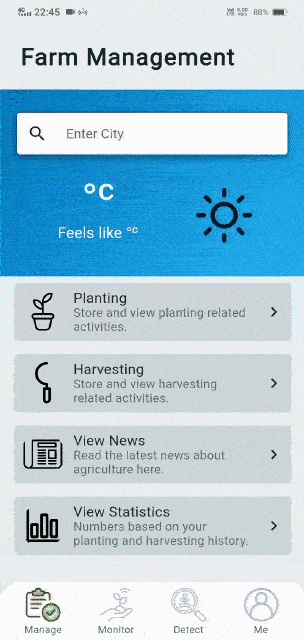 22:45
88%
Farm Management
Enter City
°C
Feels like °C
Planting
Store and view planting related
activities.
Harvesting
Store and view harvesting
related activities.
View News
Read the latest news about
agriculture here.
View Statistics
Numbers based on your
planting and harvesting history.
Manage
Monitor
Detect
Me